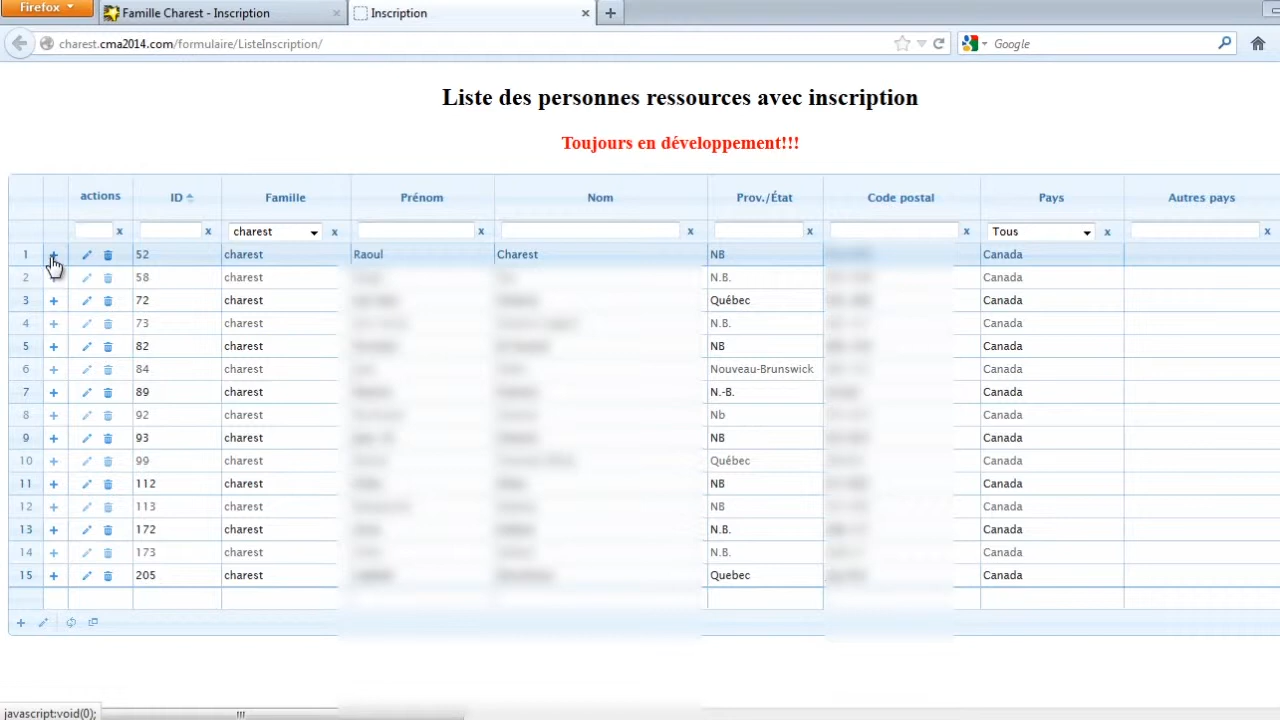 Firefox
Famille Charest - Inscription x
Inscription x +
charest.cma2014.com/formulaire/ListeInscription/
Google
Liste des personnes ressources avec inscription
Toujours en développement!!!
actions ID Famille Prénom Nom Prov./État Code postal Pays Autres pays
x x charest x x x x x Tous x x
1 + 52 charest Raoul Charest NB Canada
2 + 58 charest N.B. Canada
3 + 72 charest Québec Canada
4 + 73 charest N.B. Canada
5 + 82 charest NB Canada
6 + 84 charest Nouveau-Brunswick Canada
7 + 89 charest N.-B. Canada
8 + 92 charest Nb Canada
9 + 93 charest NB Canada
10 + 99 charest Québec Canada
11 + 112 charest NB Canada
12 + 113 charest NB Canada
13 + 172 charest N.B. Canada
14 + 173 charest N.B. Canada
15 + 205 charest Quebec Canada
+
javascript:void(0);